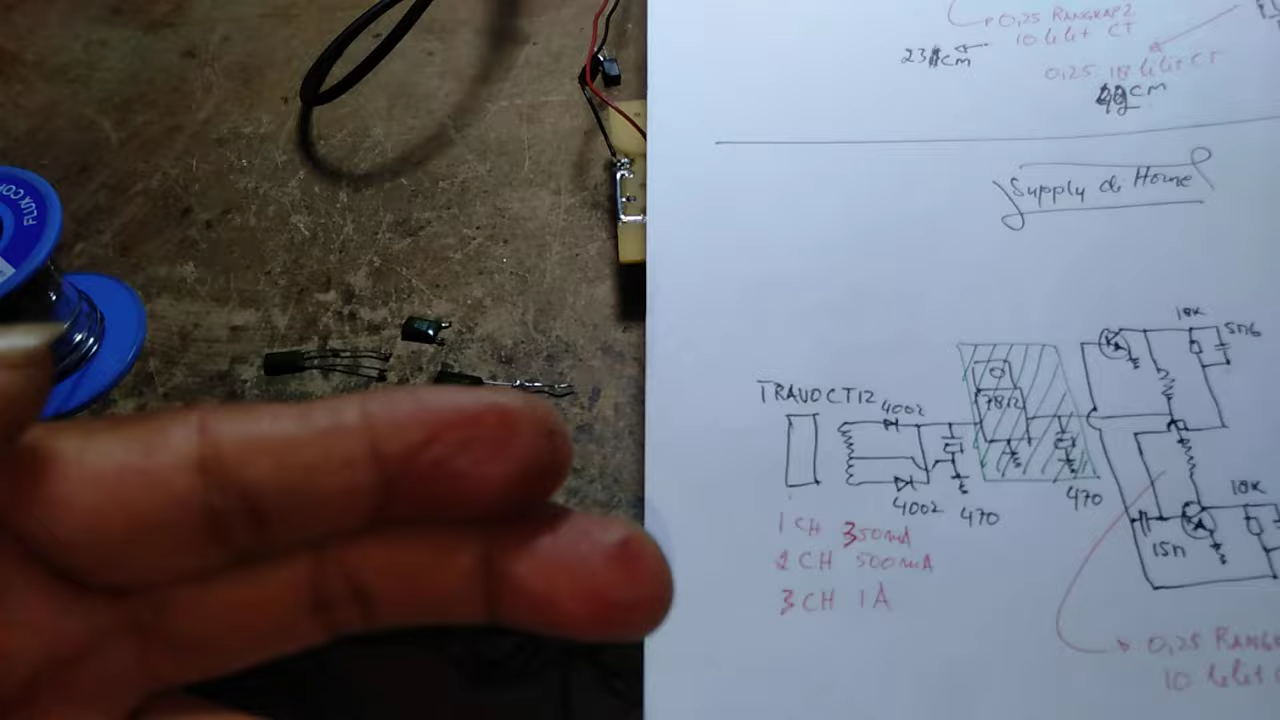 0,25 RANGKAP 2
10 lilit CT
23 cm
0,25 18 lilit CT
cm
Supply di Home
FLUX COR
10K
5n6
TRAVO CT 12
4002
7812
4002
470
470
10K
15n
1 CH 350mA
2 CH 500mA
3 CH 1A
0,25
10 lilit